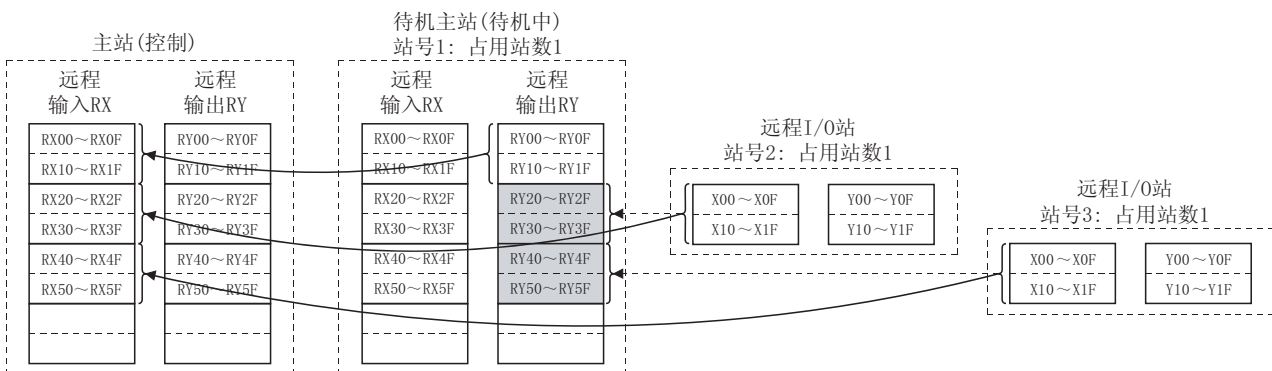 主站(控制)
远程
输入RX
远程
输出RY
RX00～RX0F
RY00～RY0F
RX10～RX1F
RY10～RY1F
RX20～RX2F
RY20～RY2F
RX30～RX3F
RY30～RY3F
RX40～RX4F
RY40～RY4F
RX50～RX5F
RY50～RY5F
待机主站(待机中)
站号1: 占用站数1
远程
输入RX
远程
输出RY
RX00～RX0F
RY00～RY0F
RX10～RX1F
RY10～RY1F
RX20～RX2F
RY20～RY2F
RX30～RX3F
RY30～RY3F
RX40～RX4F
RY40～RY4F
RX50～RX5F
RY50～RY5F
远程I/O站
站号2: 占用站数1
X00～X0F
Y00～Y0F
X10～X1F
Y10～Y1F
远程I/O站
站号3: 占用站数1
X00～X0F
Y00～Y0F
X10～X1F
Y10～Y1F